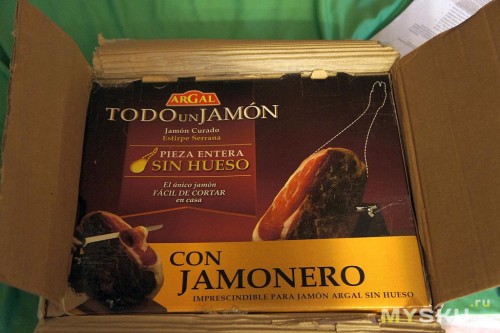 ARGAL
TODO UN JAMÓN
Jamón Curado
Estirpe Serrana
PIEZA ENTERA
SIN HUESO
El único jamón
FÁCIL DE CORTAR
en casa
CON
JAMONERO
IMPRESCINDIBLE PARA JAMÓN ARGAL SIN HUESO
MYSKU.ru